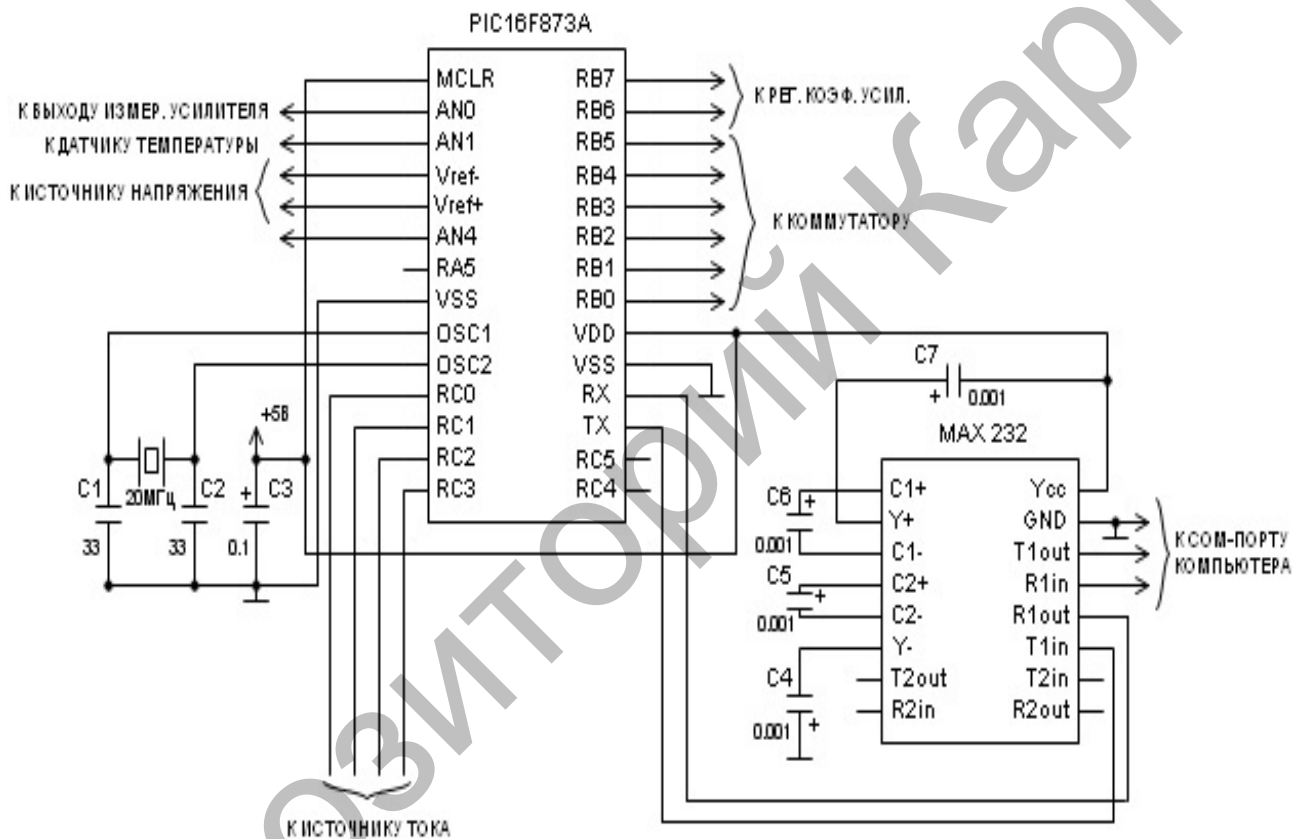 PIC16F873A
MCLR RB7
AN0 RB6
AN1 RB5
Vref- RB4
Vref+ RB3
AN4 RB2
RA5 RB1
VSS RB0
OSC1 VDD
OSC2 VSS
RC0 RX
RC1 TX
RC2 RC5
RC3 RC4
К ВЫХОДУ ИЗМЕР. УСИЛИТЕЛЯ
К ДАТЧИКУ ТЕМПЕРАТУРЫ
К ИСТОЧНИКУ НАПРЯЖЕНИЯ
К РЕГ. КОЭФ. УСИЛ.
К КОММУТАТОРУ
+5В
C1
20МГц
C2
+
C3
33
33
0.1
К ИСТОЧНИКУ ТОКА
C7
+
0.001
MAX 232
C1+ Ycc
Y+ GND
C1- T1out
C2+ R1in
C2- R1out
Y- T1in
T2out T2in
R2in R2out
C6
+
0.001
C5
+
0.001
C4
0.001
+
К COM-ПОРТУ
КОМПЬЮТЕРА
озиторий Кар